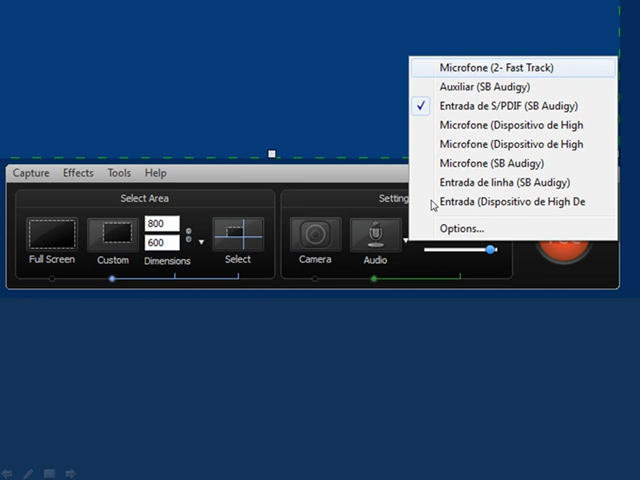 Microfone (2- Fast Track)
Auxiliar (SB Audigy)
Entrada de S/PDIF (SB Audigy)
Microfone (Dispositivo de High
Microfone (Dispositivo de High
Microfone (SB Audigy)
Entrada de linha (SB Audigy)
Entrada (Dispositivo de High De
Options...
Capture Effects Tools Help
Select Area
Setting
800
600
Full Screen Custom Dimensions Select
Camera Audio